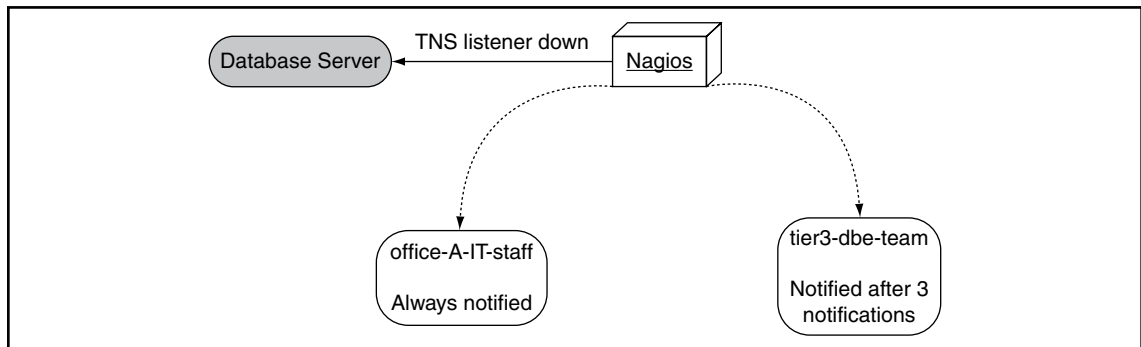 TNS listener down
Database Server
Nagios
office-A-IT-staff
Always notified
tier3-dbe-team
Notified after 3
notifications